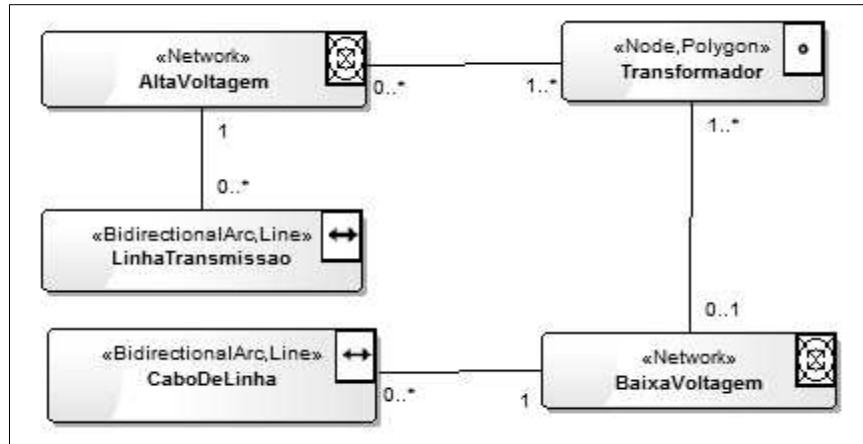 «Network»
AltaVoltagem
0..*
1..*
«Node,Polygon»
Transformador
1
0..*
1..*
«BidirectionalArc,Line»
LinhaTransmissao
0..1
«BidirectionalArc,Line»
CaboDeLinha
0..*
1
«Network»
BaixaVoltagem